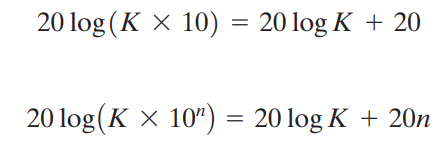 20 log(K × 10) = 20 log K + 20
20 log(K × 10ⁿ) = 20 log K + 20n